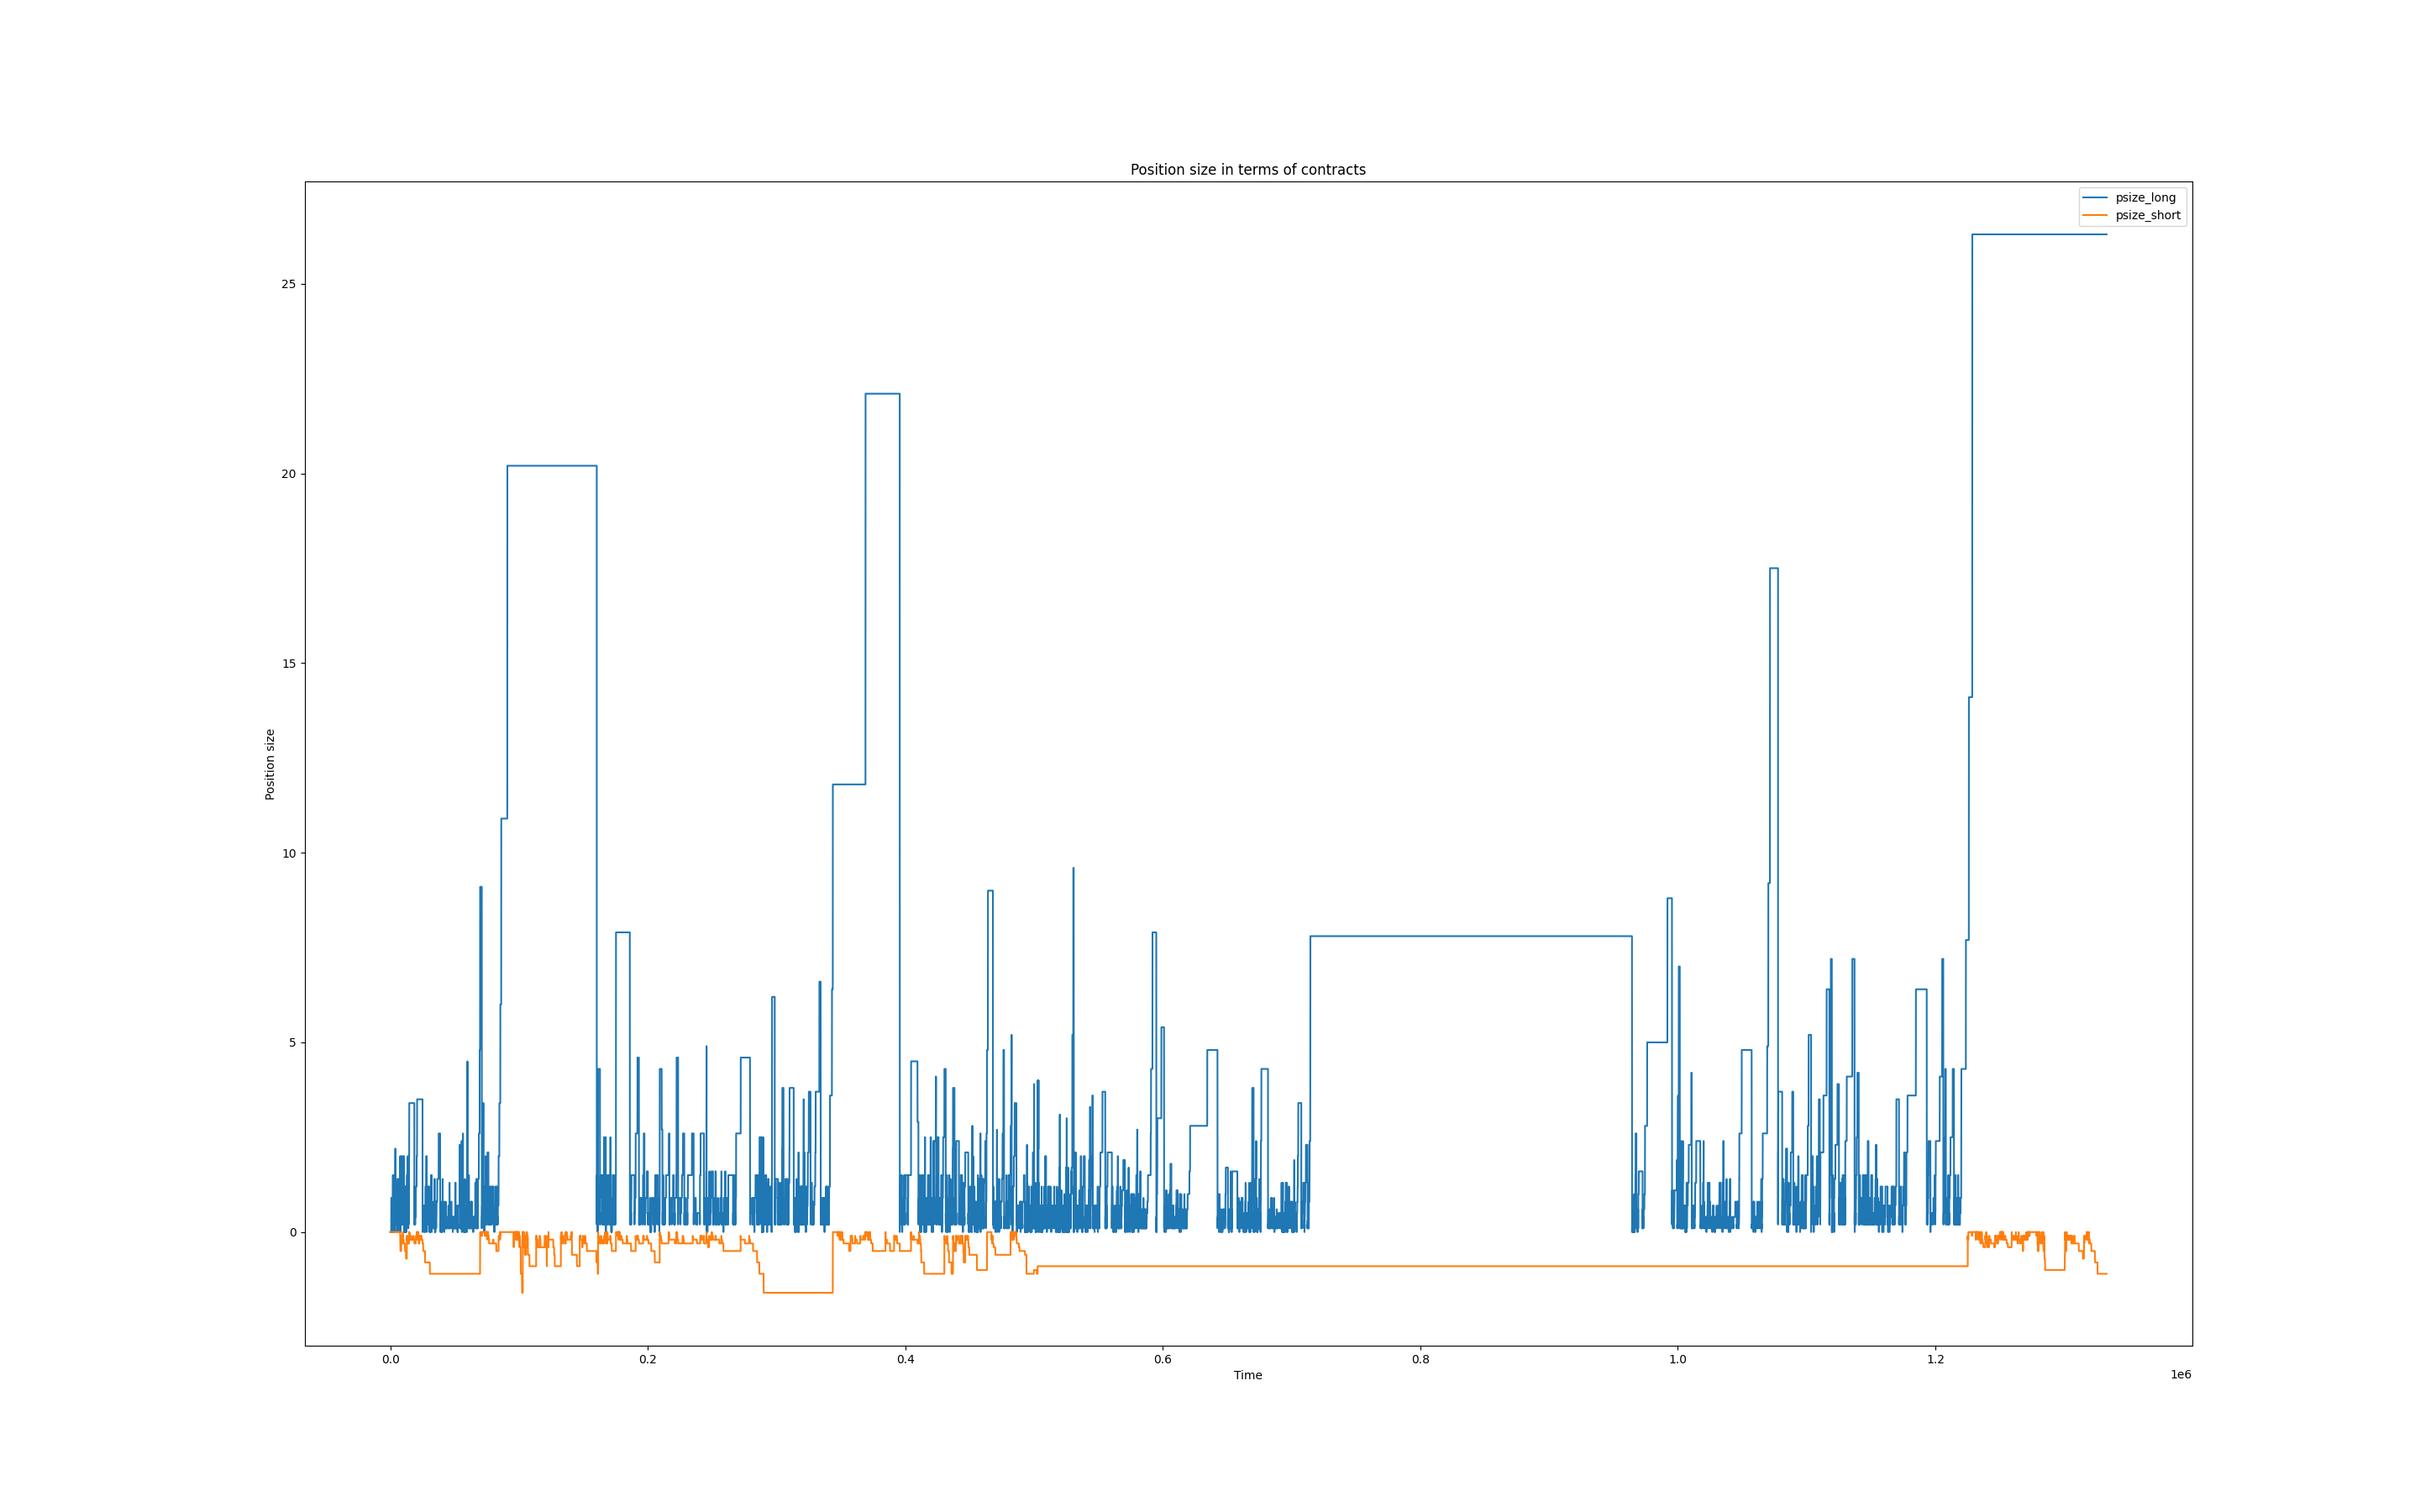 Position size in terms of contracts
psize_long
psize_short
25
20
15
10
5
0
Position size
0.0 0.2 0.4 0.6 0.8 1.0 1.2
Time
1e6